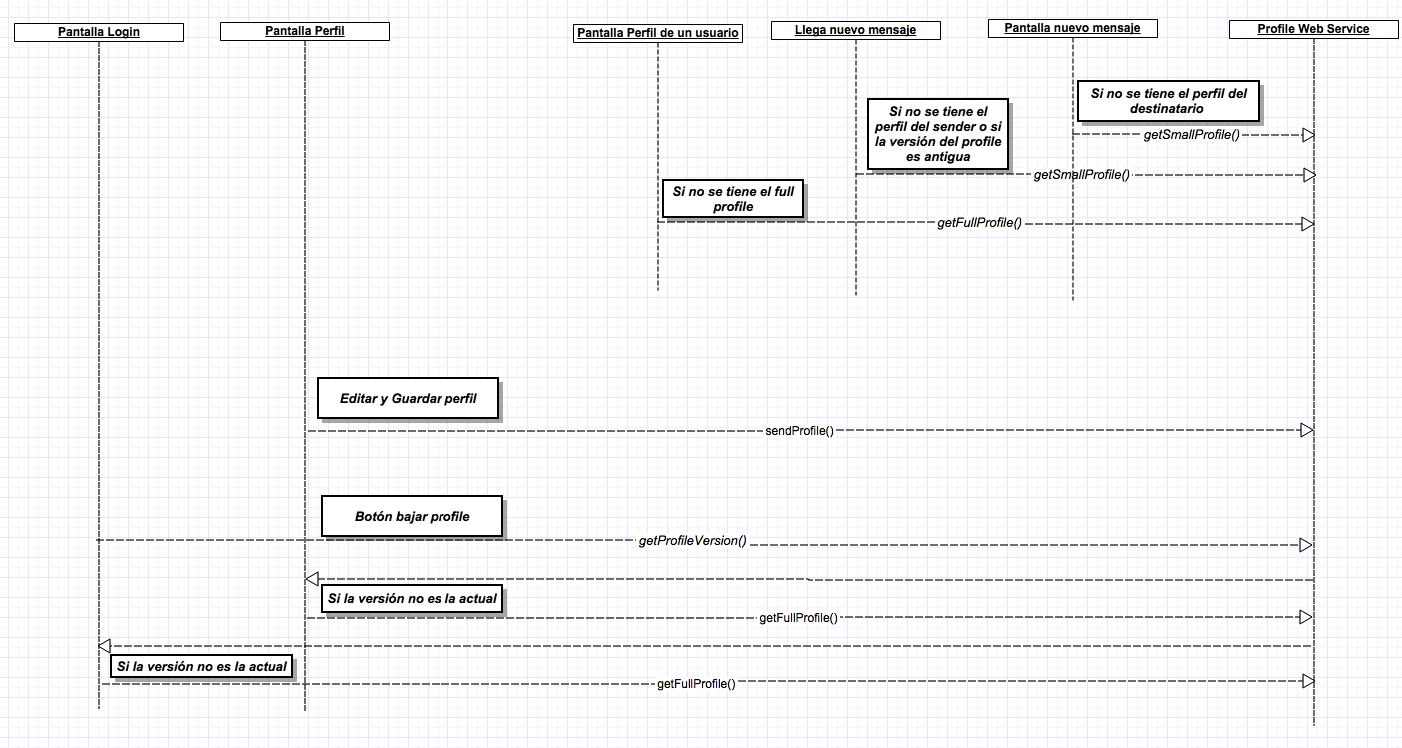 Pantalla Login
Pantalla Perfil
Pantalla Perfil de un usuario
Llega nuevo mensaje
Pantalla nuevo mensaje
Profile Web Service
Si no se tiene el perfil del
destinatario
getSmallProfile()
Si no se tiene el
perfil del sender o si
la versión del profile
es antigua
getSmallProfile()
Si no se tiene el full
profile
getFullProfile()
Editar y Guardar perfil
sendProfile()
Botón bajar profile
getProfileVersion()
Si la versión no es la actual
getFullProfile()
Si la versión no es la actual
getFullProfile()